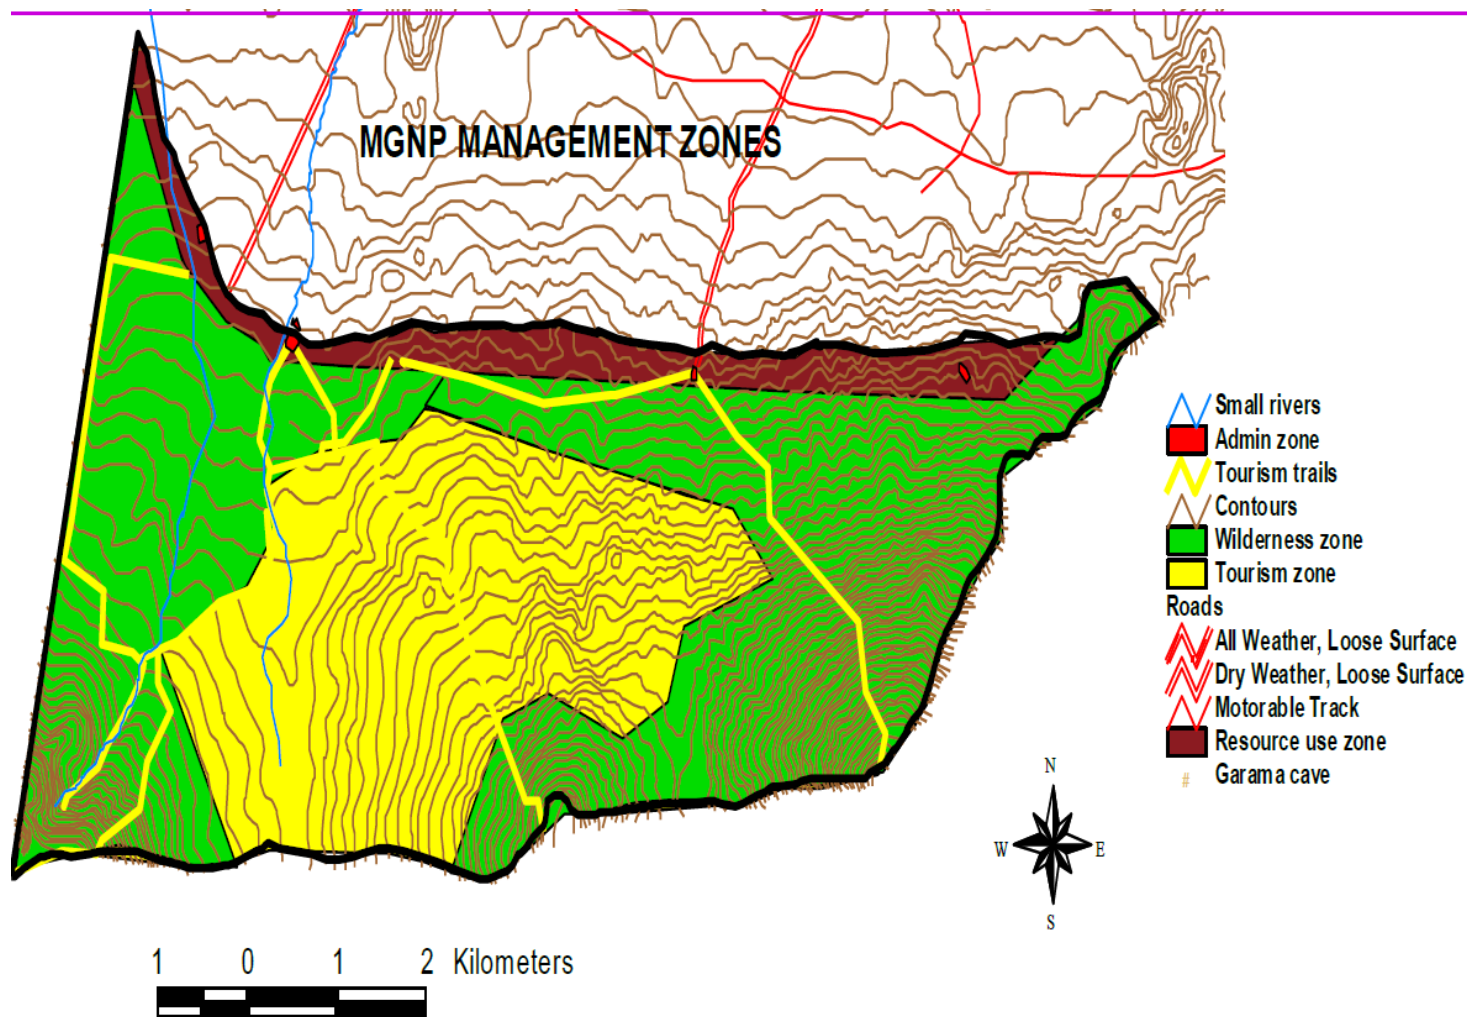 MGNP MANAGEMENT ZONES
Small rivers
Admin zone
Tourism trails
Contours
Wilderness zone
Tourism zone
Roads
All Weather, Loose Surface
Dry Weather, Loose Surface
Motorable Track
Resource use zone
# Garama cave
N
W E
S
1 0 1 2 Kilometers